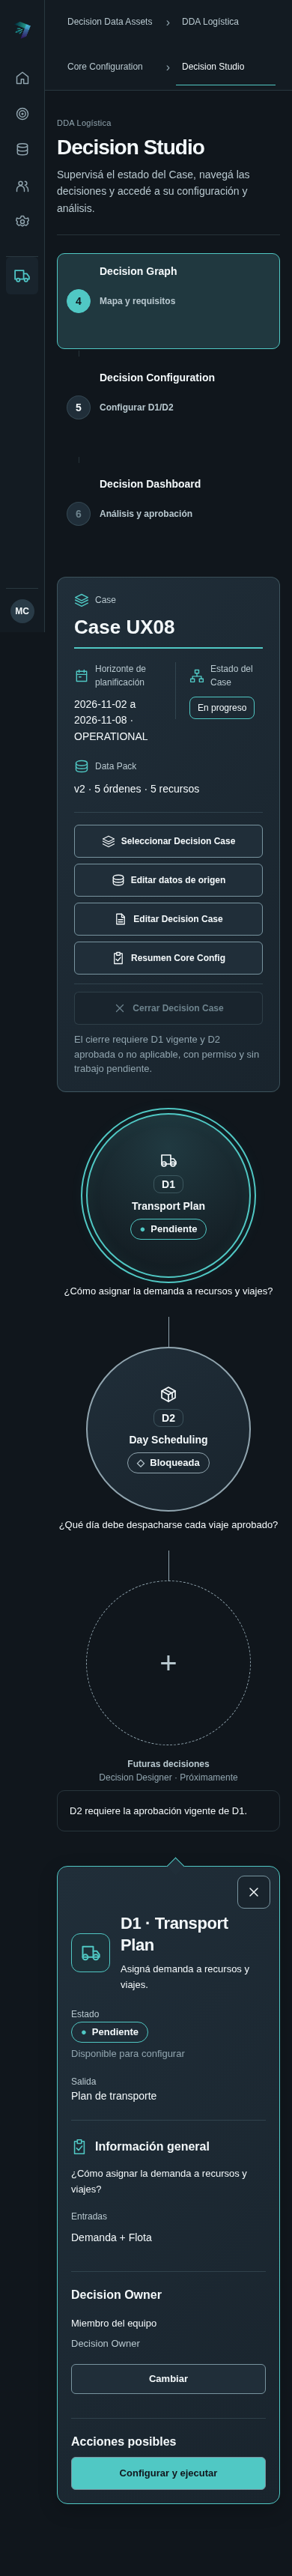 Decision Data Assets › DDA Logística
Core Configuration › Decision Studio
DDA Logística
Decision Studio
Supervisá el estado del Case, navegá las
decisiones y accedé a su configuración y
análisis.
Decision Graph
4 Mapa y requisitos
Decision Configuration
5 Configurar D1/D2
Decision Dashboard
6 Análisis y aprobación
MC
Case
Case UX08
Horizonte de
planificación
2026-11-02 a
2026-11-08 ·
OPERATIONAL
Estado del
Case
En progreso
Data Pack
v2 · 5 órdenes · 5 recursos
Seleccionar Decision Case
Editar datos de origen
Editar Decision Case
Resumen Core Config
Cerrar Decision Case
El cierre requiere D1 vigente y D2
aprobada o no aplicable, con permiso y sin
trabajo pendiente.
D1
Transport Plan
Pendiente
¿Cómo asignar la demanda a recursos y viajes?
D2
Day Scheduling
Bloqueada
¿Qué día debe despacharse cada viaje aprobado?
+
Futuras decisiones
Decision Designer · Próximamente
D2 requiere la aprobación vigente de D1.
D1 · Transport
Plan
Asigná demanda a recursos y
viajes.
Estado
Pendiente
Disponible para configurar
Salida
Plan de transporte
Información general
¿Cómo asignar la demanda a recursos y
viajes?
Entradas
Demanda + Flota
Decision Owner
Miembro del equipo
Decision Owner
Cambiar
Acciones posibles
Configurar y ejecutar